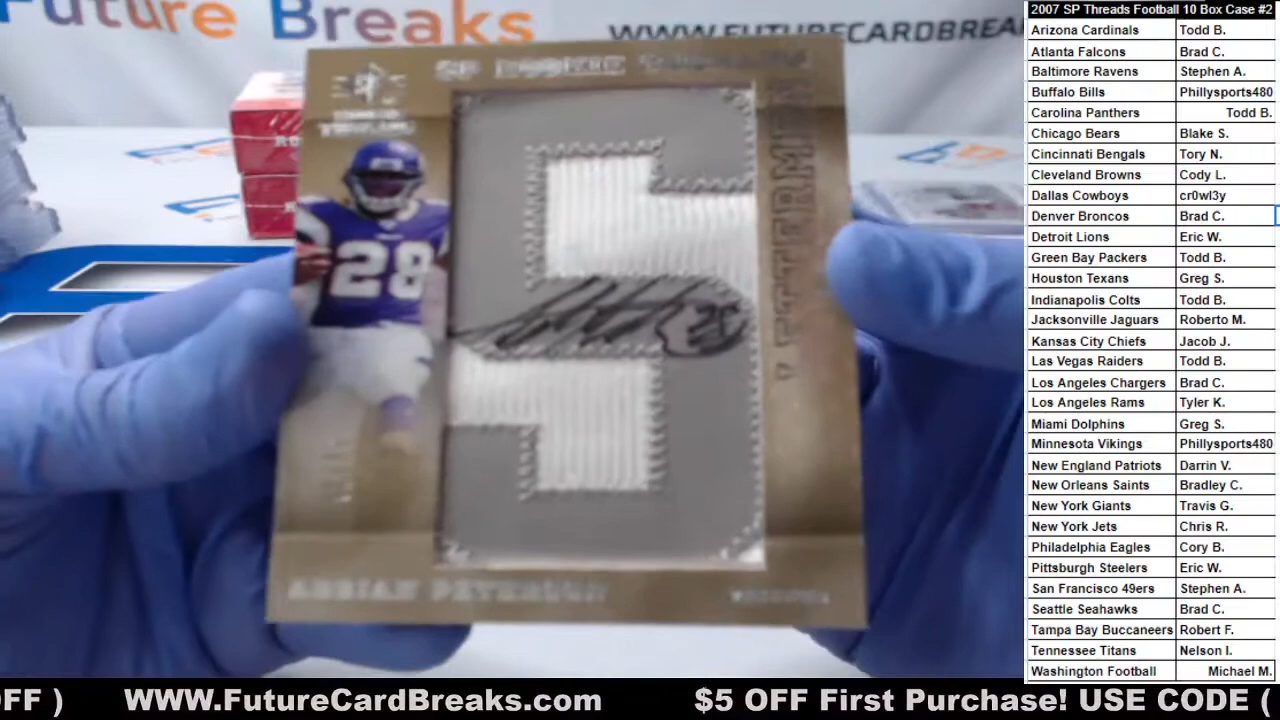 Future
Breaks
WWW.FUTURECARDBREA
SP ROOKIE THREADS
28
2007 SP Threads Football 10 Box Case #2
Arizona Cardinals Todd B.
Atlanta Falcons Brad C.
Baltimore Ravens Stephen A.
Buffalo Bills Phillysports480
Carolina Panthers Todd B.
Chicago Bears Blake S.
Cincinnati Bengals Tory N.
Cleveland Browns Cody L.
Dallas Cowboys cr0wl3y
Denver Broncos Brad C.
Detroit Lions Eric W.
Green Bay Packers Todd B.
Houston Texans Greg S.
Indianapolis Colts Todd B.
Jacksonville Jaguars Roberto M.
Kansas City Chiefs Jacob J.
Las Vegas Raiders Todd B.
Los Angeles Chargers Brad C.
Los Angeles Rams Tyler K.
Miami Dolphins Greg S.
Minnesota Vikings Phillysports480
New England Patriots Darrin V.
New Orleans Saints Bradley C.
New York Giants Travis G.
New York Jets Chris R.
Philadelphia Eagles Cory B.
Pittsburgh Steelers Eric W.
San Francisco 49ers Stephen A.
Seattle Seahawks Brad C.
Tampa Bay Buccaneers Robert F.
Tennessee Titans Nelson I.
Washington Football Michael M.
OFF ) WWW.FutureCardBreaks.com $5 OFF First Purchase! USE CODE (